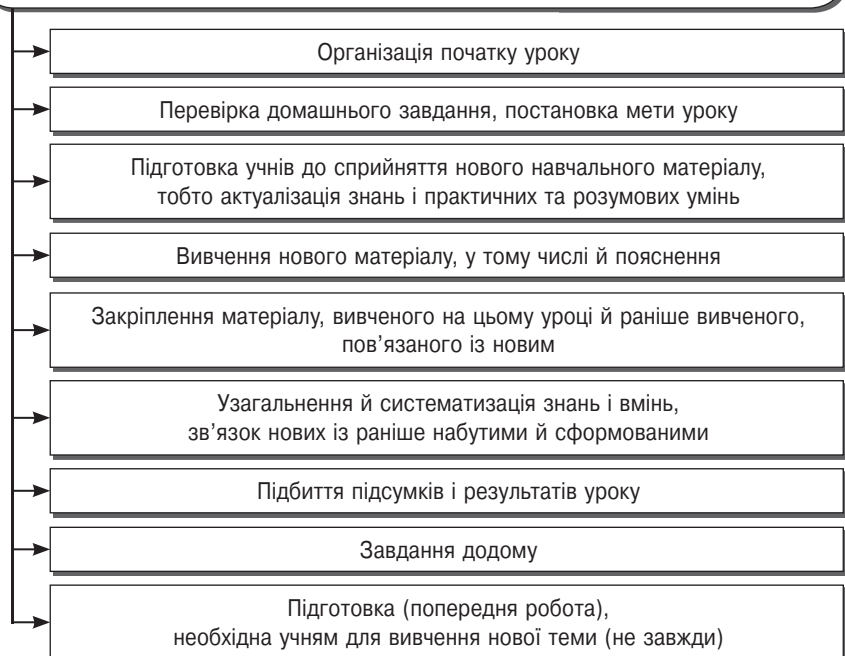 Організація початку уроку
Перевірка домашнього завдання, постановка мети уроку
Підготовка учнів до сприйняття нового навчального матеріалу,
тобто актуалізація знань і практичних та розумових умінь
Вивчення нового матеріалу, у тому числі й пояснення
Закріплення матеріалу, вивченого на цьому уроці й раніше вивченого,
пов’язаного із новим
Узагальнення й систематизація знань і вмінь,
зв’язок нових із раніше набутими й сформованими
Підбиття підсумків і результатів уроку
Завдання додому
Підготовка (попередня робота),
необхідна учням для вивчення нової теми (не завжди)